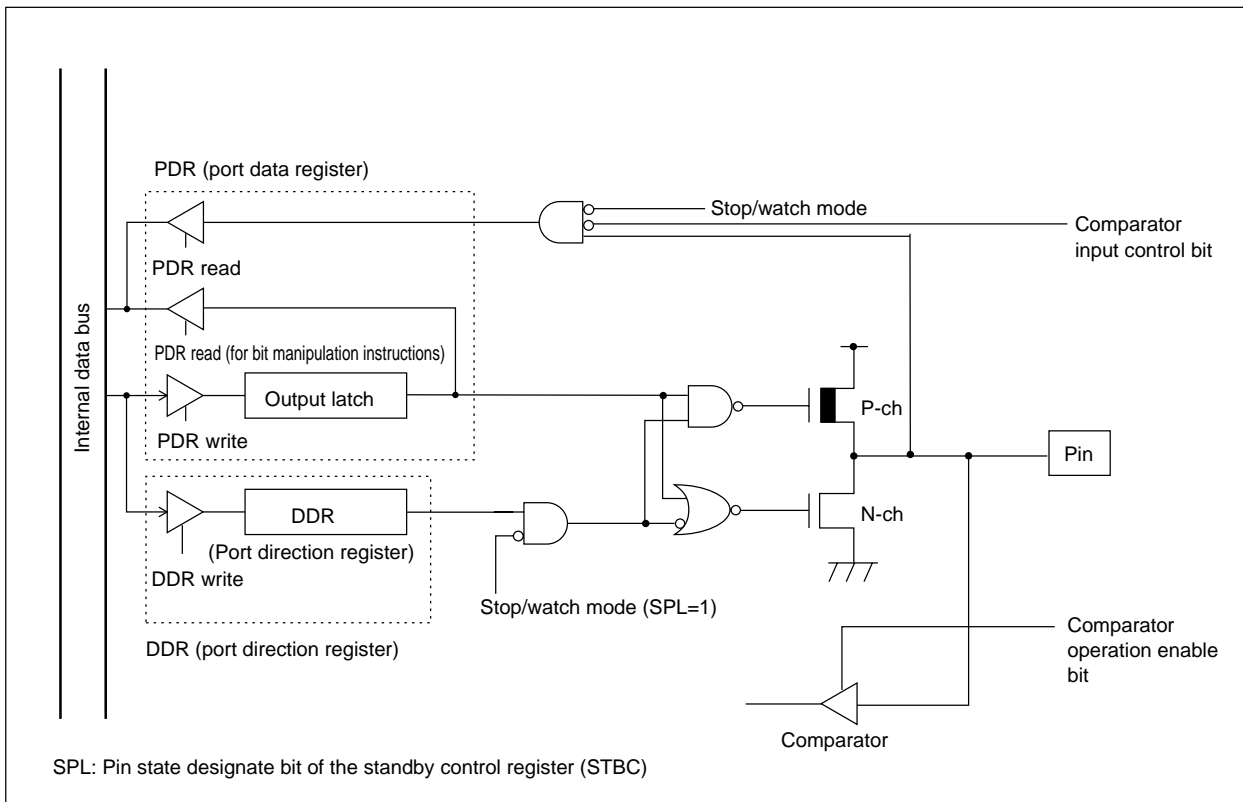 PDR (port data register)
Stop/watch mode
Comparator
input control bit
PDR read
Internal data bus
PDR read (for bit manipulation instructions)
Output latch
P-ch
PDR write
Pin
DDR
N-ch
(Port direction register)
DDR write
Stop/watch mode (SPL=1)
DDR (port direction register)
Comparator
operation enable
bit
Comparator
SPL: Pin state designate bit of the standby control register (STBC)